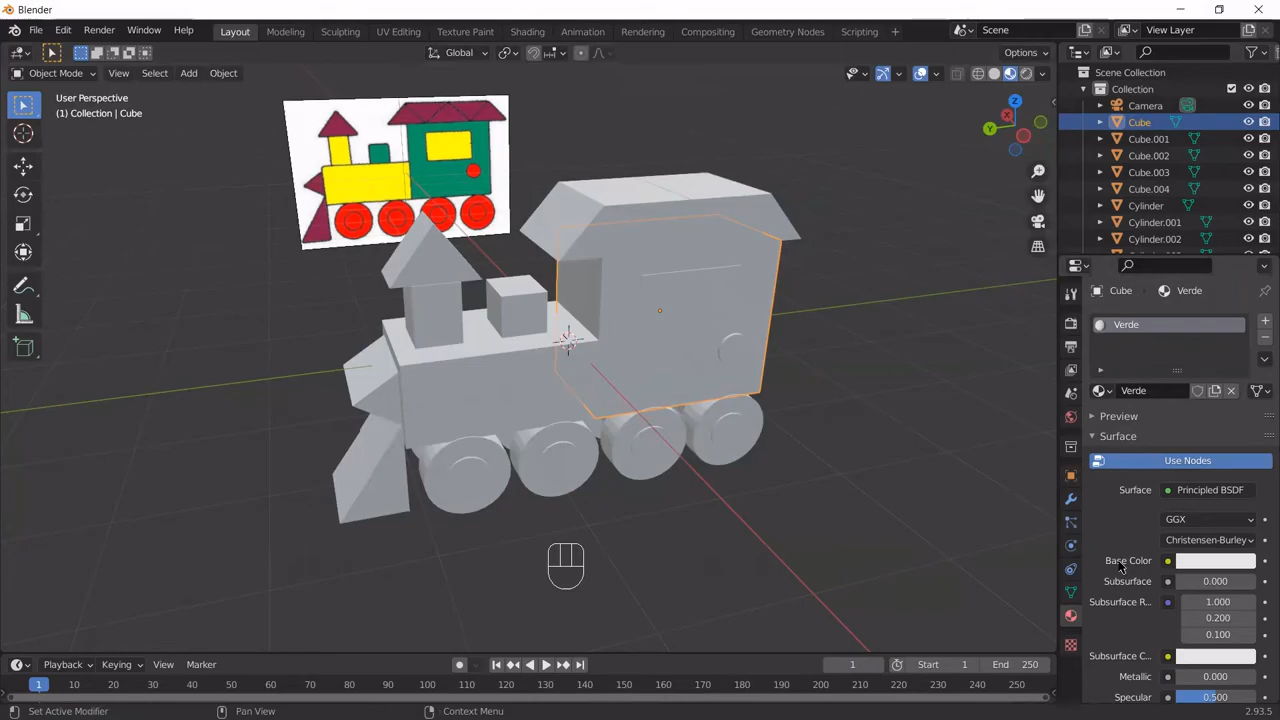 Blender
File Edit Render Window Help Layout Modeling Sculpting UV Editing Texture Paint Shading Animation Rendering Compositing Geometry Nodes Scripting Scene View Layer
Global Options
Object Mode View Select Add Object
User Perspective
(1) Collection | Cube
X
Y
Z
Scene Collection
Collection
Camera
Cube
Cube.001
Cube.002
Cube.003
Cube.004
Cylinder
Cylinder.001
Cylinder.002
Cube Verde
Verde
Verde
Preview
Surface
Use Nodes
Surface Principled BSDF
GGX
Christensen-Burley
Base Color
Subsurface 0.000
Subsurface R... 1.000
0.200
0.100
Subsurface C...
Metallic 0.000
Specular 0.500
Playback Keying View Marker 1 Start 1 End 250
1 10 20 30 40 50 60 70 80 90 100 110 120 130 140 150 160 170 180 190 200 210 220 230 240 250
Set Active Modifier Pan View Context Menu 2.93.5